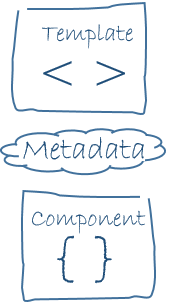 Template
< >
Metadata
Component
{ }